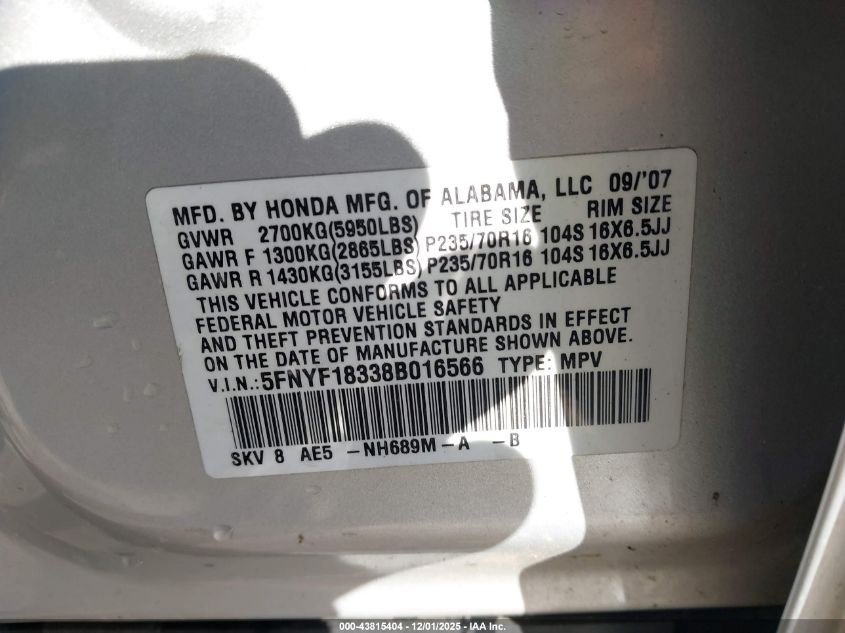 MFD. BY HONDA MFG. OF ALABAMA, LLC 09/'07
GVWR 2700KG(5950LBS) TIRE SIZE RIM SIZE
GAWR F 1300KG(2865LBS) P235/70R16 104S 16X6.5JJ
GAWR R 1430KG(3155LBS) P235/70R16 104S 16X6.5JJ
THIS VEHICLE CONFORMS TO ALL APPLICABLE
FEDERAL MOTOR VEHICLE SAFETY
AND THEFT PREVENTION STANDARDS IN EFFECT
ON THE DATE OF MANUFACTURE SHOWN ABOVE.
V.I.N.:5FNYF18338B016566 TYPE: MPV
SKV 8 AE5 -NH689M-A -B
000-43815404 - 12/01/2025 - IAA Inc.